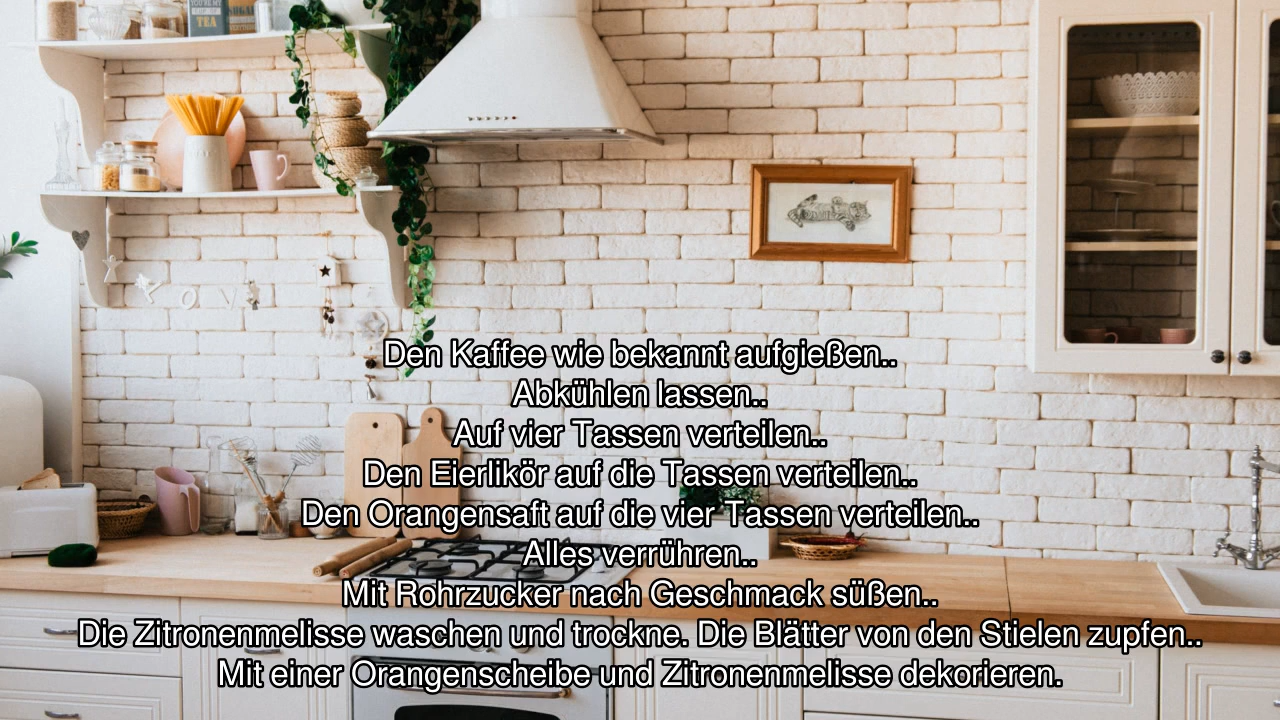 TEA
Den Kaffee wie bekannt aufgießen..
Abkühlen lassen..
Auf vier Tassen verteilen..
Den Eierlikör auf die Tassen verteilen..
Den Orangensaft auf die vier Tassen verteilen..
Alles verrühren..
Mit Rohrzucker nach Geschmack süßen..
Die Zitronenmelisse waschen und trockne. Die Blätter von den Stielen zupfen..
Mit einer Orangenscheibe und Zitronenmelisse dekorieren.